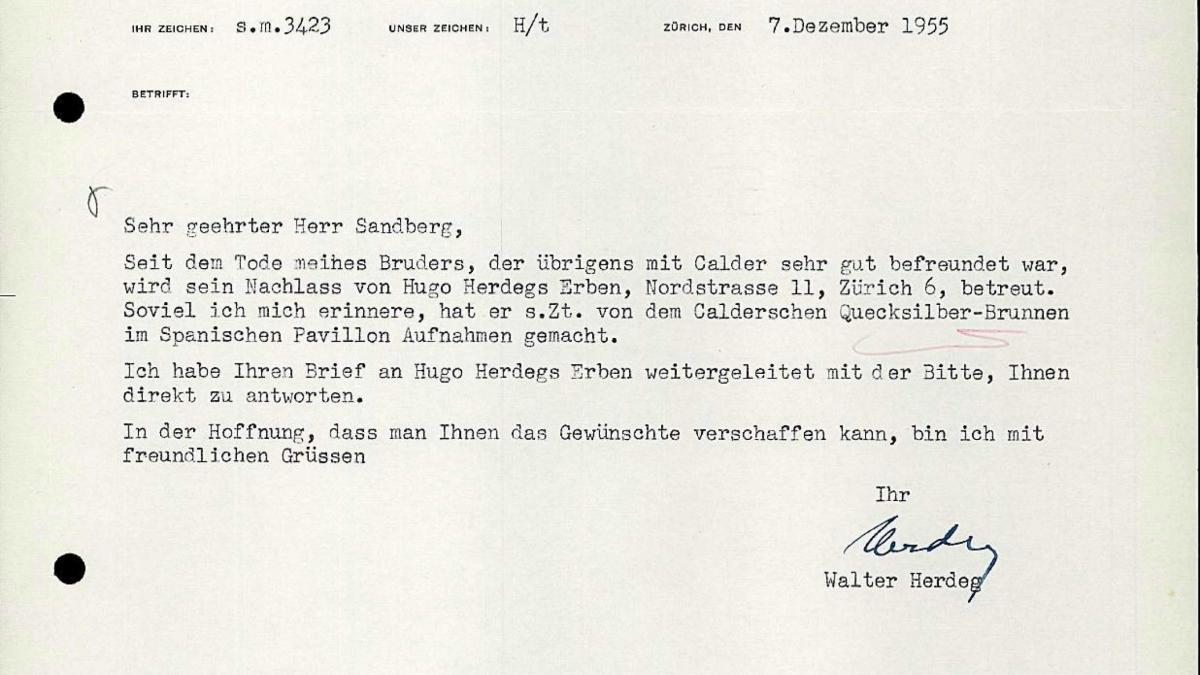 IHR ZEICHEN: s.m.3423 UNSER ZEICHEN: H/t ZÜRICH, DEN 7.Dezember 1955
BETRIFFT:
Sehr geehrter Herr Sandberg,
Seit dem Tode meihes Bruders, der übrigens mit Calder sehr gut befreundet war,
wird sein Nachlass von Hugo Herdegs Erben, Nordstrasse 11, Zürich 6, betreut.
Soviel ich mich erinnere, hat er s.Zt. von dem Calderschen Quecksilber-Brunnen
im Spanischen Pavillon Aufnahmen gemacht.
Ich habe Ihren Brief an Hugo Herdegs Erben weitergeleitet mit der Bitte, Ihnen
direkt zu antworten.
In der Hoffnung, dass man Ihnen das Gewünschte verschaffen kann, bin ich mit
freundlichen Grüssen
Ihr
Herdeg
Walter Herdeg